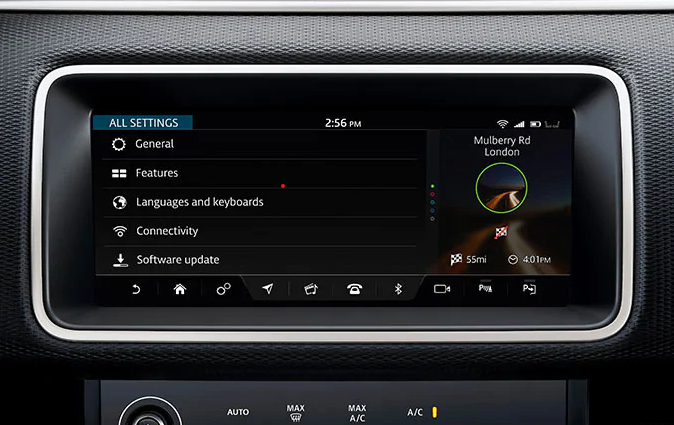 ALL SETTINGS
2:56 PM
General
Features
Languages and keyboards
Connectivity
Software update
Mulberry Rd
London
55mi
4:01PM
AUTO
MAX
MAX
A/C
A/C